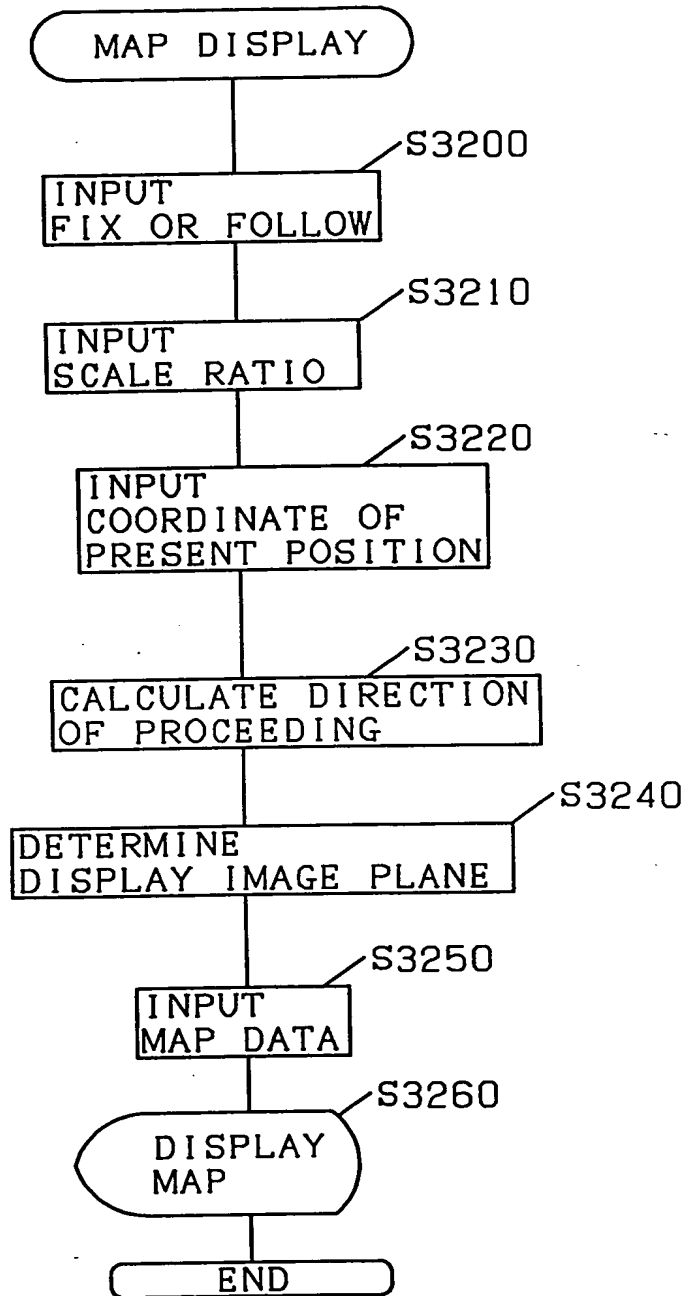 MAP DISPLAY
S3200
INPUT
FIX OR FOLLOW
S3210
INPUT
SCALE RATIO
S3220
INPUT
COORDINATE OF
PRESENT POSITION
S3230
CALCULATE DIRECTION
OF PROCEEDING
S3240
DETERMINE
DISPLAY IMAGE PLANE
S3250
INPUT
MAP DATA
S3260
DISPLAY
MAP
END